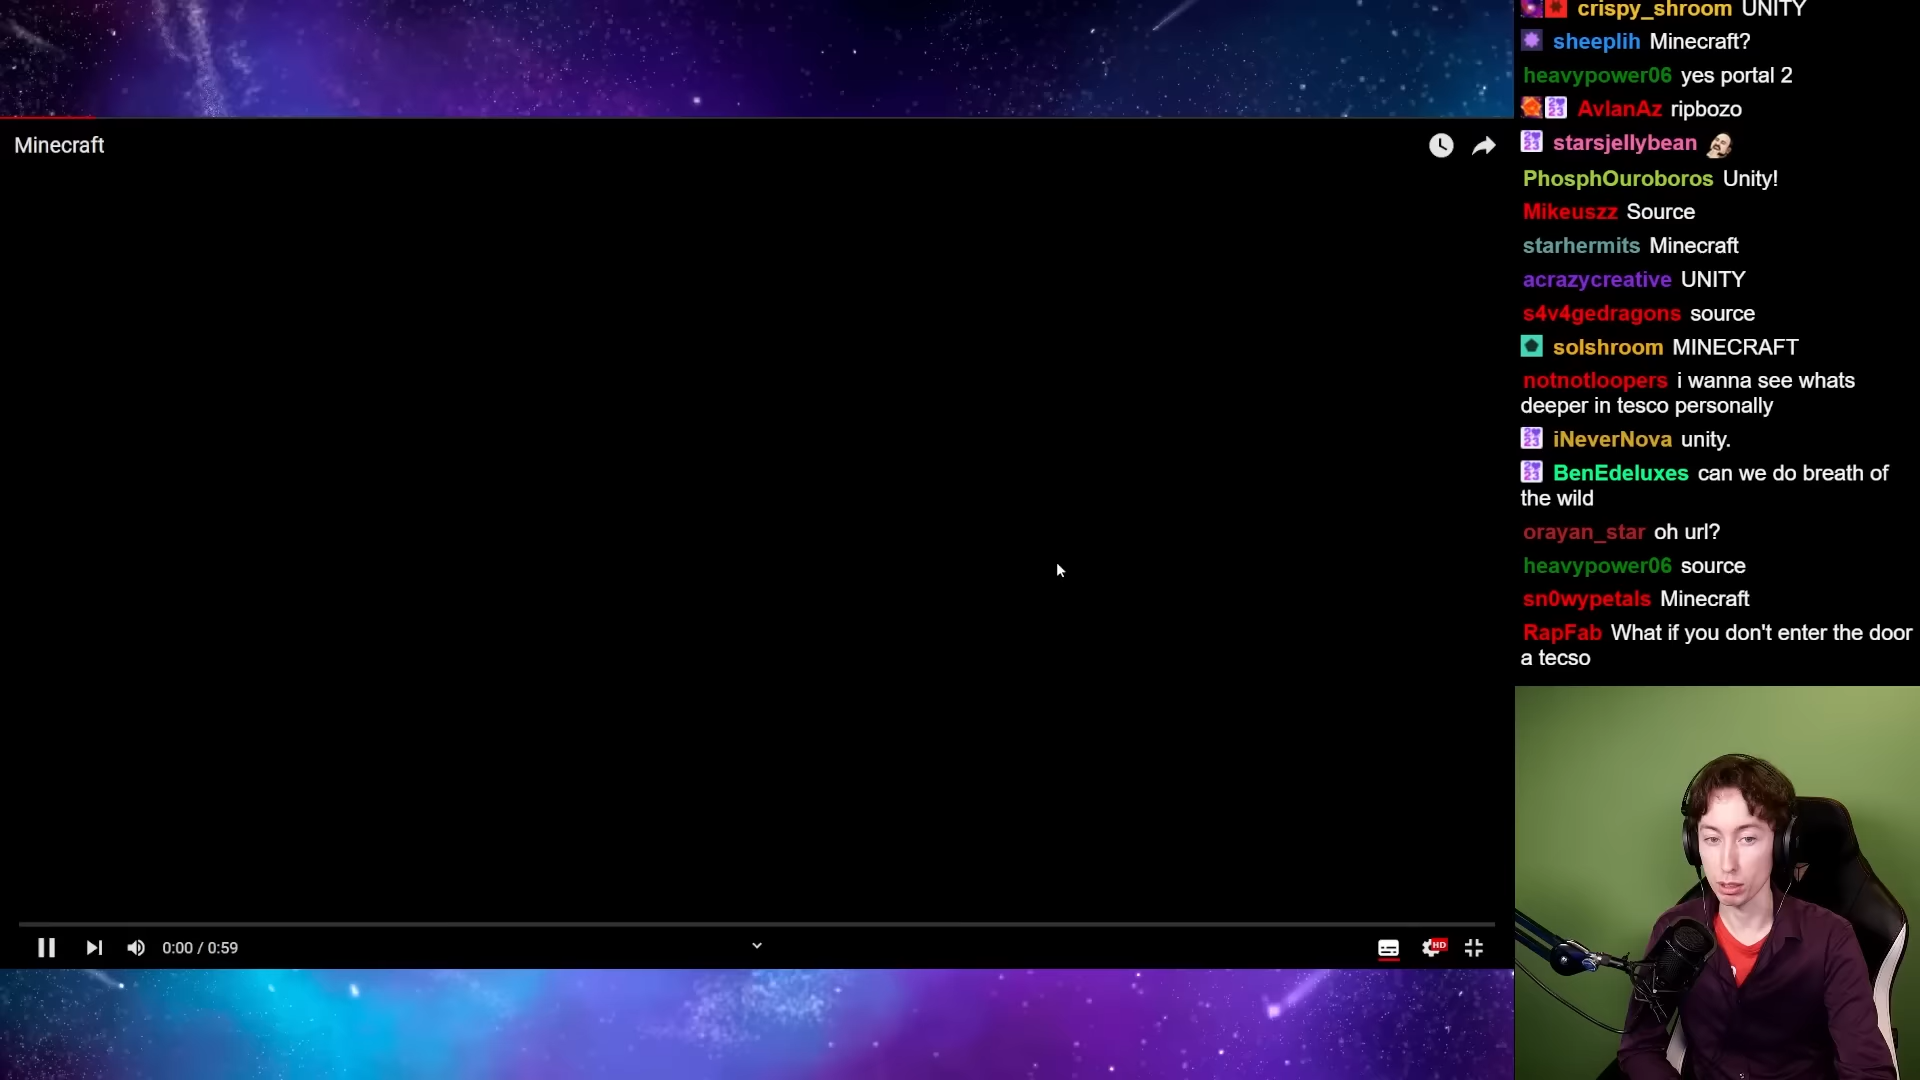 crispy_shroom UNITY
sheeplih Minecraft?
heavypower06 yes portal 2
AvlanAz ripbozo
starsjellybean
PhosphOuroboros Unity!
Mikeuszz Source
starhermits Minecraft
acrazycreative UNITY
s4v4gedragons source
solshroom MINECRAFT
notnotloopers i wanna see whats
deeper in tesco personally
iNeverNova unity.
BenEdeluxes can we do breath of
the wild
orayan_star oh url?
heavypower06 source
sn0wypetals Minecraft
RapFab What if you don't enter the door
a tecso
Minecraft
0:00 / 0:59
HD